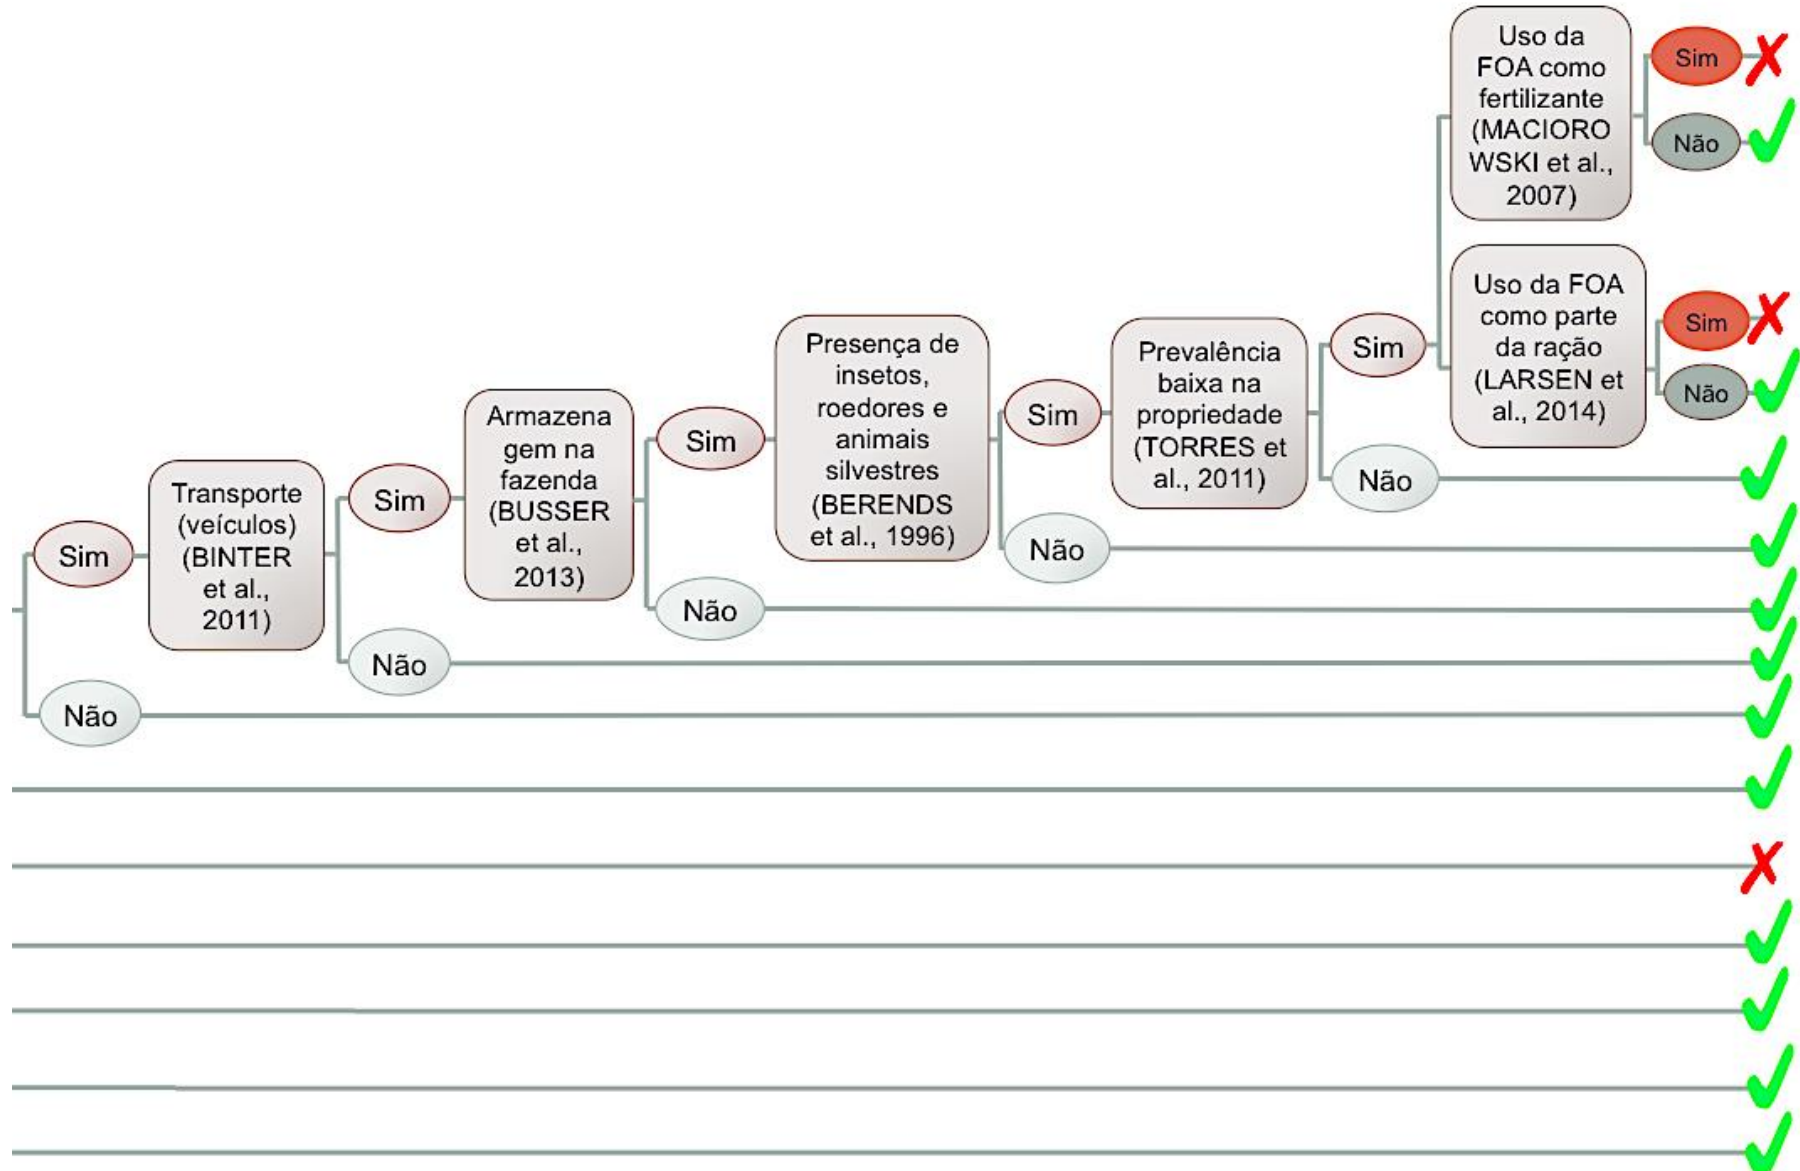 Sim
Não
Transporte
(veículos)
(BINTER
et al.,
2011)
Sim
Não
Armazena
gem na
fazenda
(BUSSER
et al.,
2013)
Sim
Não
Presença de
insetos,
roedores e
animais
silvestres
(BERENDS
et al., 1996)
Sim
Não
Prevalência
baixa na
propriedade
(TORRES et
al., 2011)
Sim
Não
Uso da
FOA como
fertilizante
(MACIORO
WSKI et al.,
2007)
Sim
Não
Uso da FOA
como parte
da ração
(LARSEN et
al., 2014)
Sim
Não